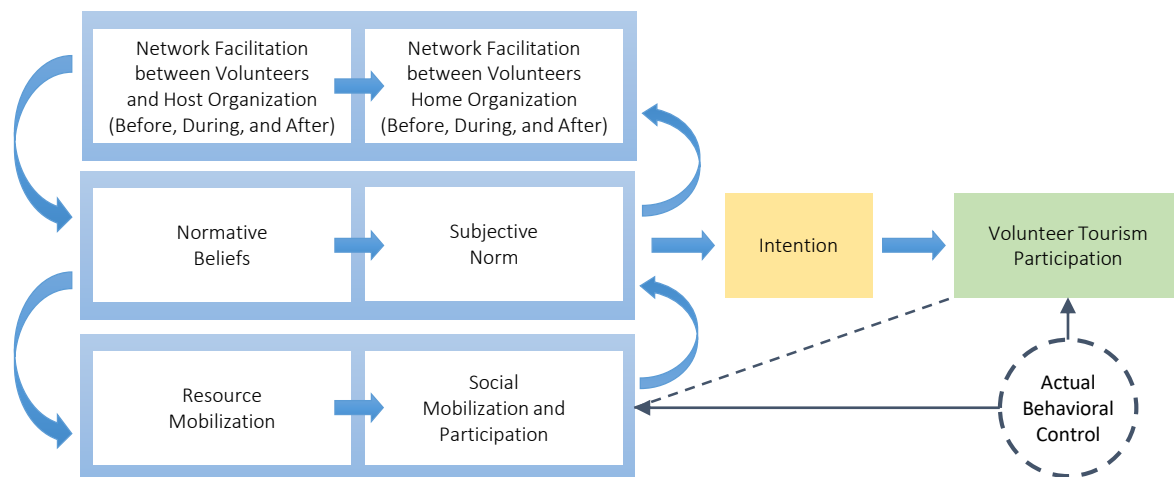 Network Facilitation
between Volunteers
and Host Organization
(Before, During, and After)
Network Facilitation
between Volunteers
Home Organization
(Before, During, and After)
Normative
Beliefs
Subjective
Norm
Intention
Volunteer Tourism
Participation
Resource
Mobilization
Social
Mobilization and
Participation
Actual
Behavioral
Control